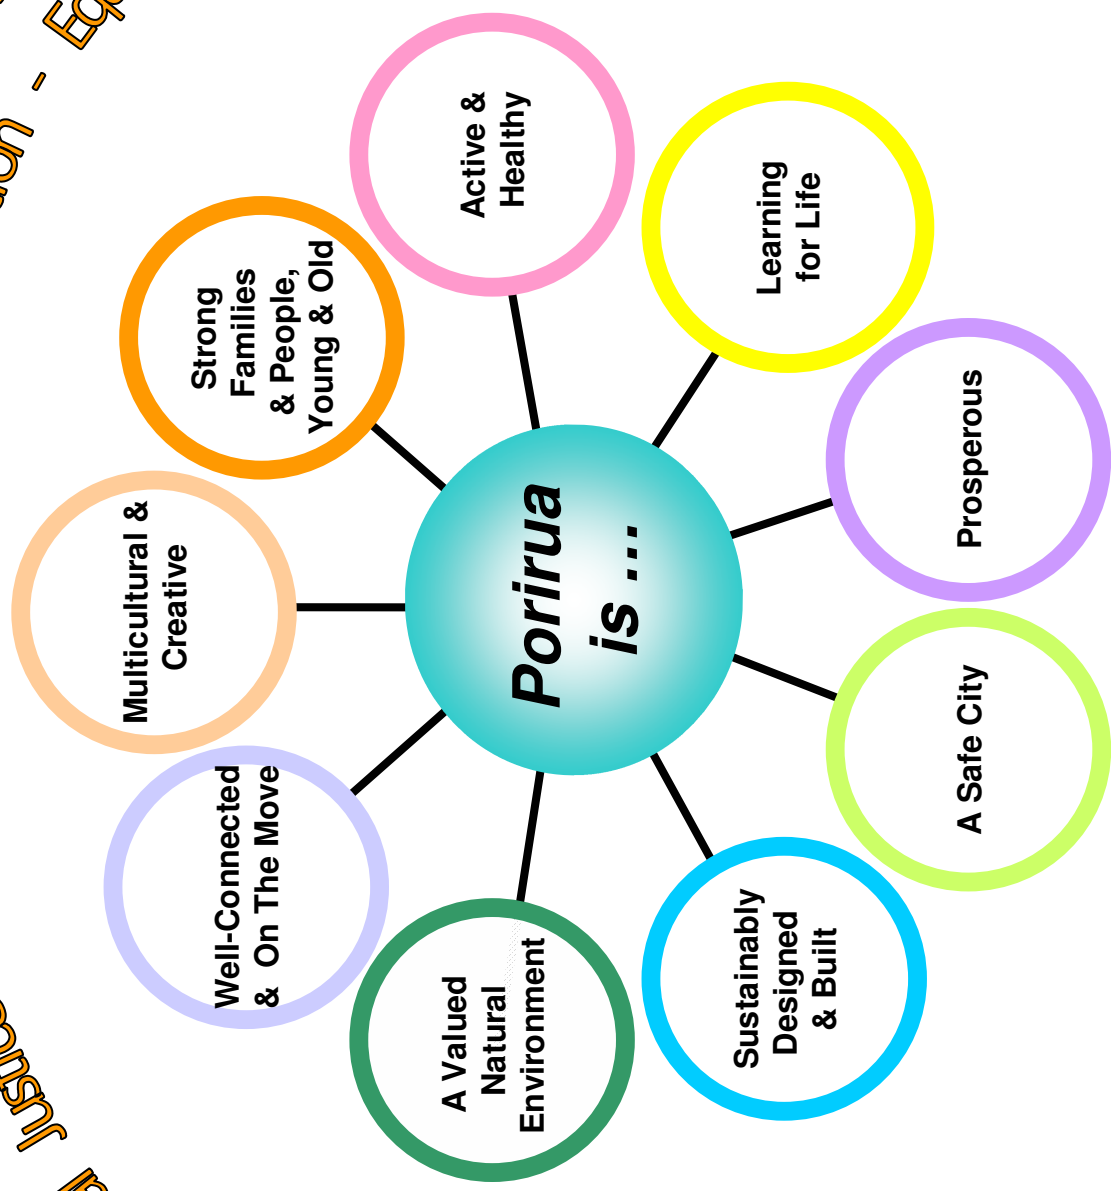 Porirua
is ...
Multicultural &
Creative
Strong
Families
& People,
Young & Old
Active &
Healthy
Learning
for Life
Prosperous
A Safe City
Sustainably
Designed
& Built
A Valued
Natural
Environment
Well-Connected
& On The Move
Justice